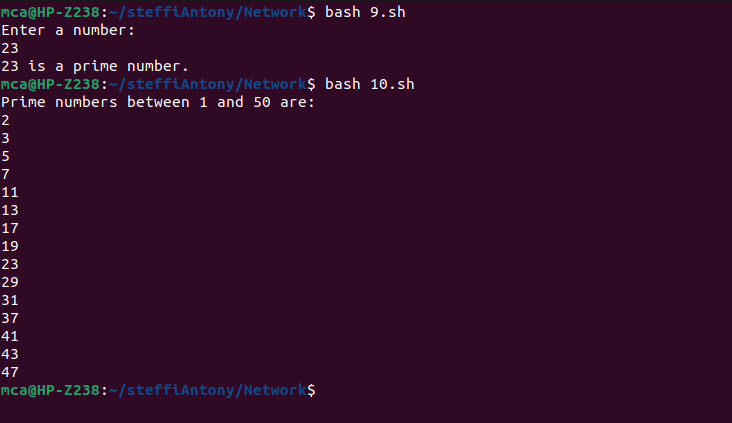 mca@HP-Z238:~/steffiAntony/Network$ bash 9.sh
Enter a number:
23
23 is a prime number.
mca@HP-Z238:~/steffiAntony/Network$ bash 10.sh
Prime numbers between 1 and 50 are:
2
3
5
7
11
13
17
19
23
29
31
37
41
43
47
mca@HP-Z238:~/steffiAntony/Network$